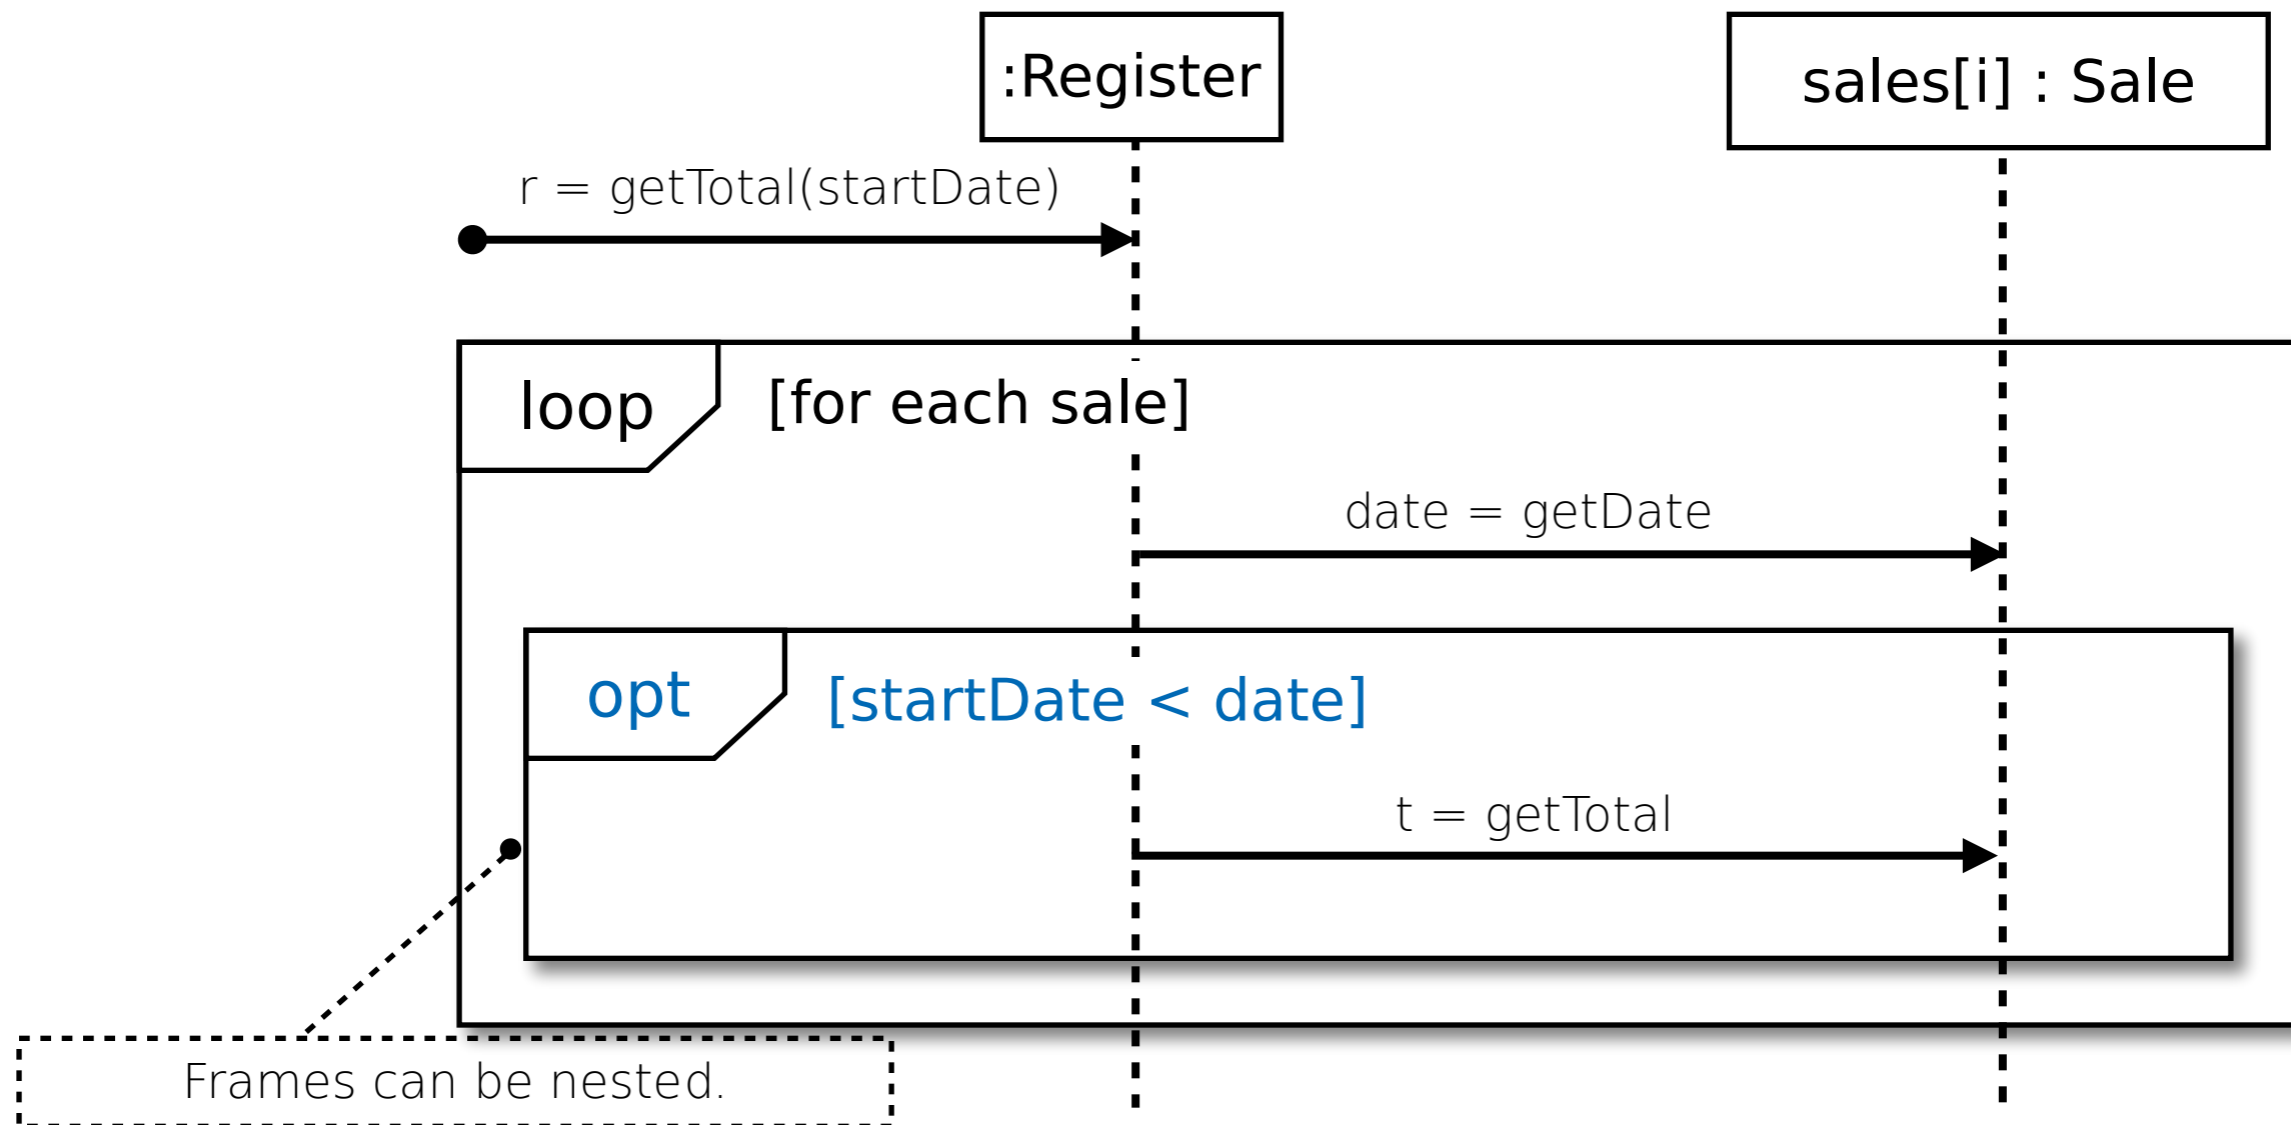 :Register
sales[i] : Sale
r = getTotal(startDate)
loop
[for each sale]
date = getDate
opt
[startDate < date]
t = getTotal
Frames can be nested.